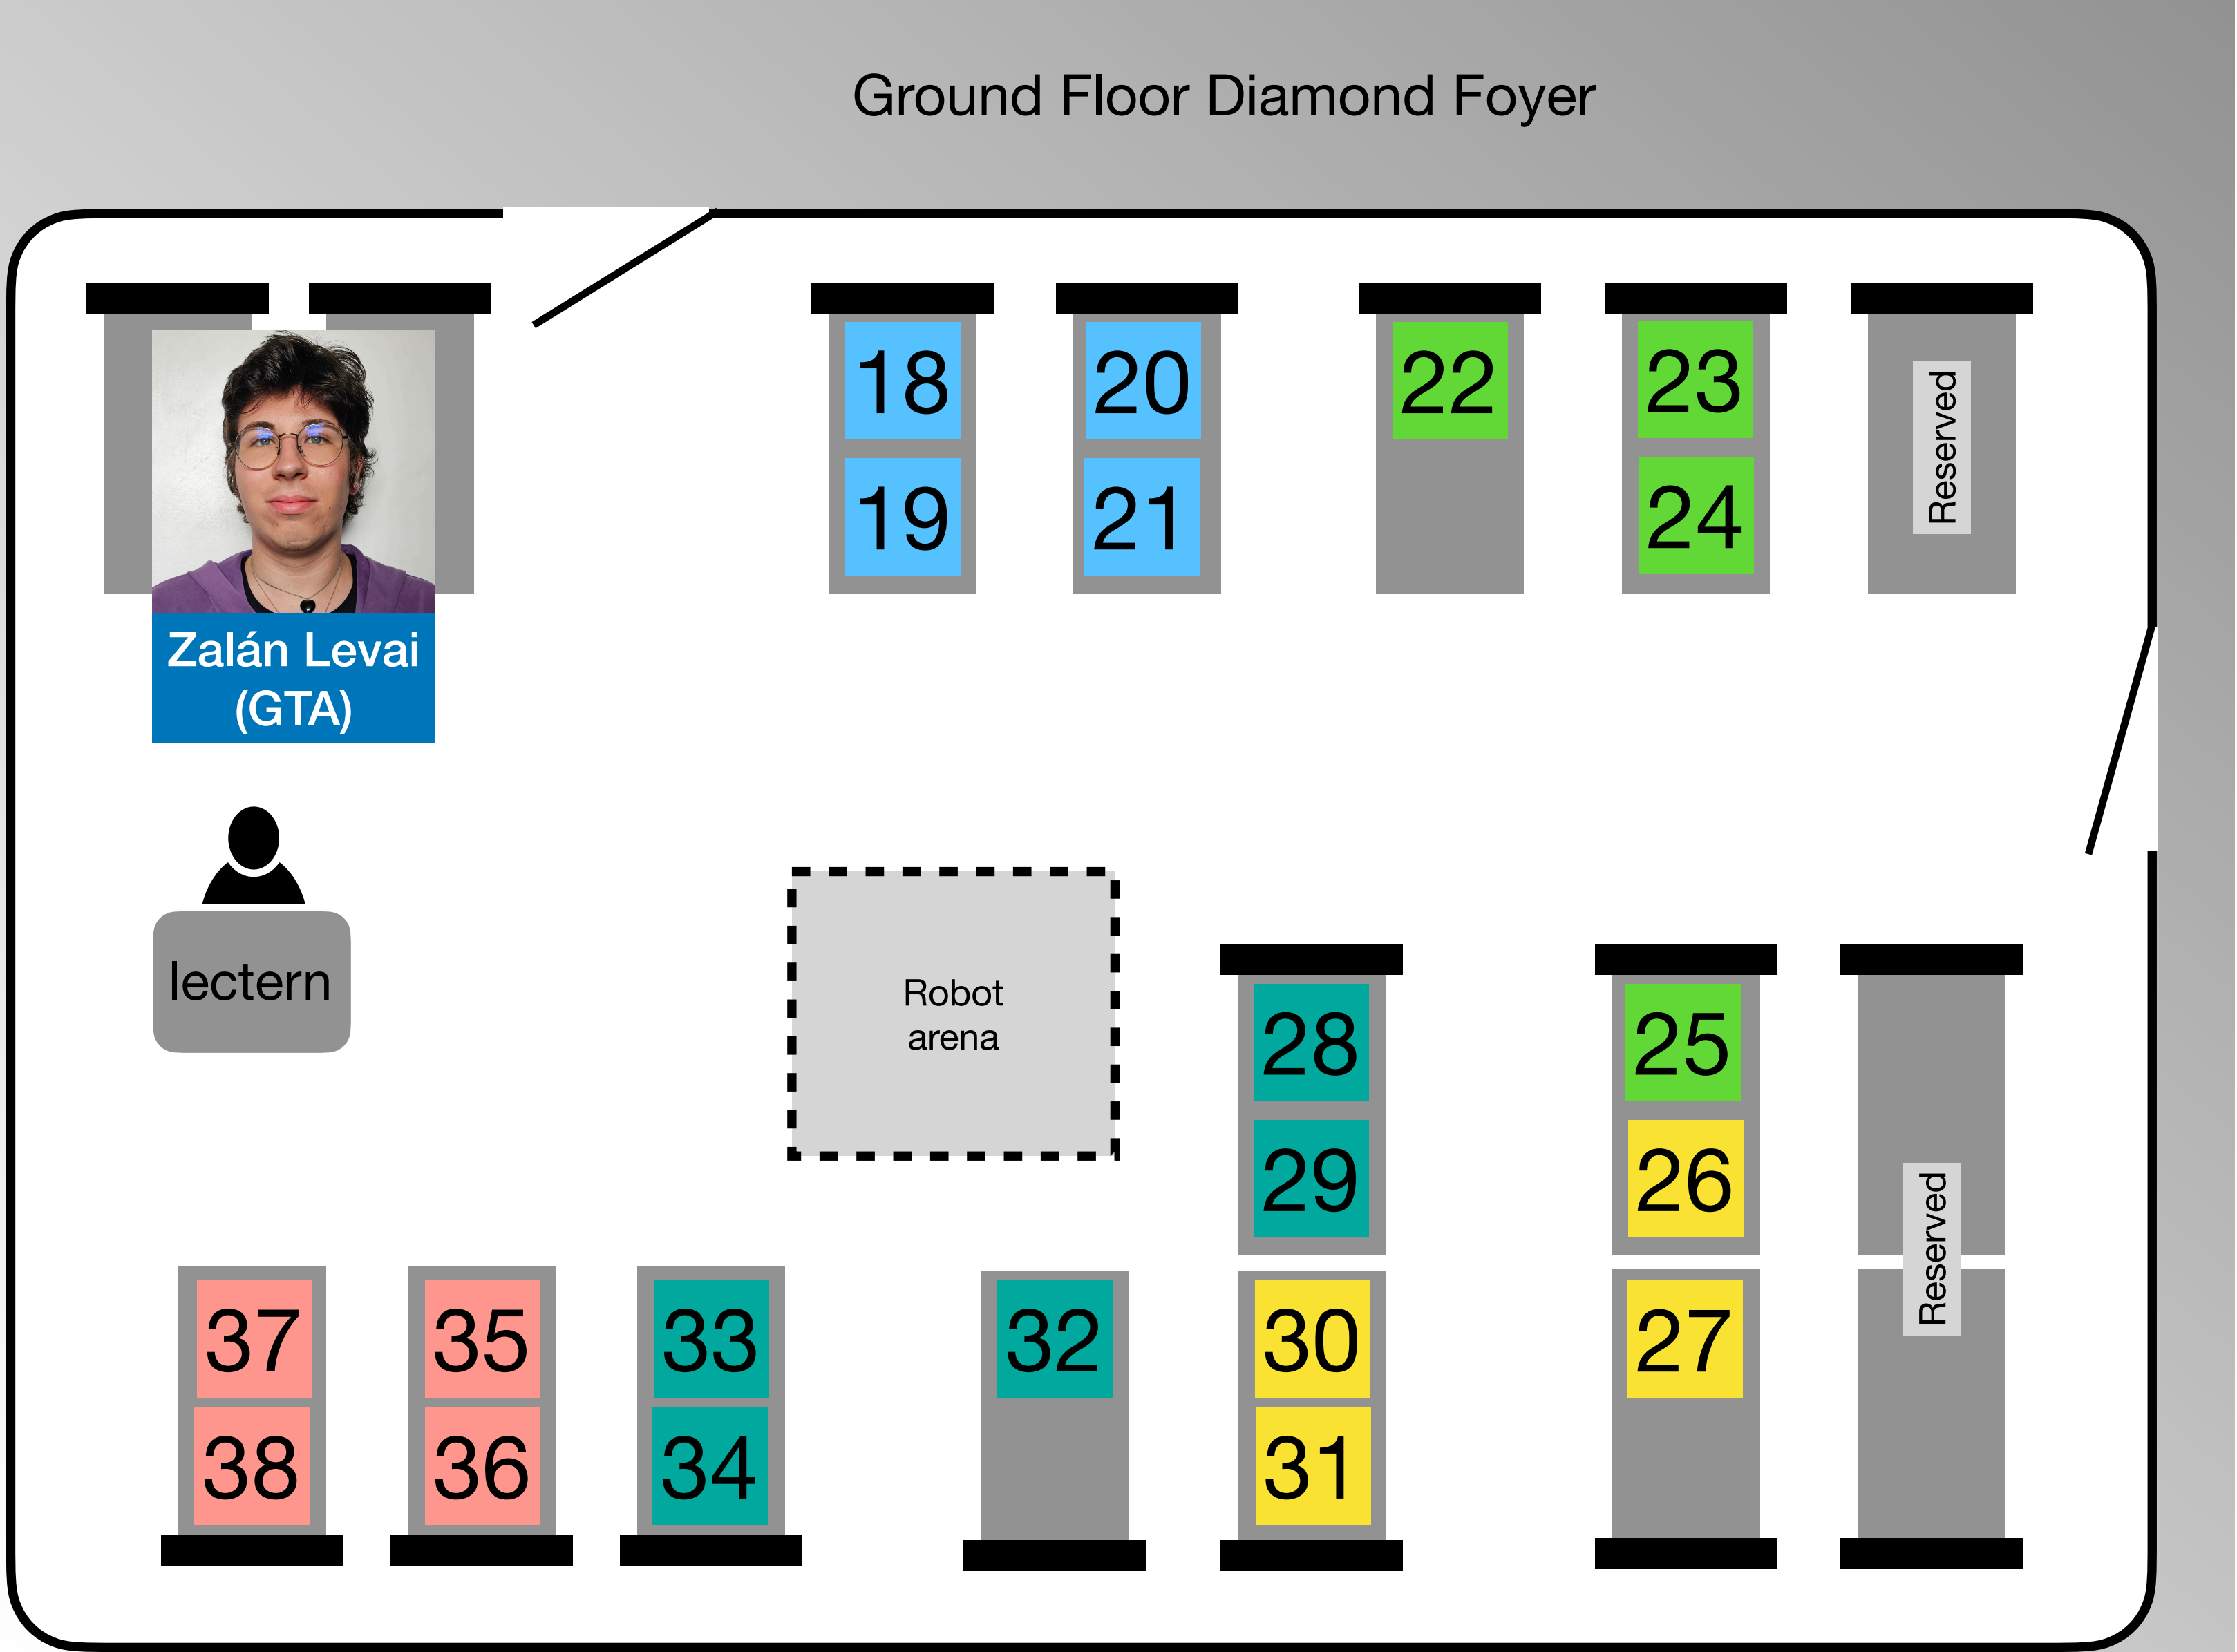 Ground Floor Diamond Foyer
18
20
22
23
Reserved
19
21
24
Zalán Levai
(GTA)
lectern
Robot
arena
28
25
29
26
Reserved
37
35
33
32
30
27
38
36
34
31